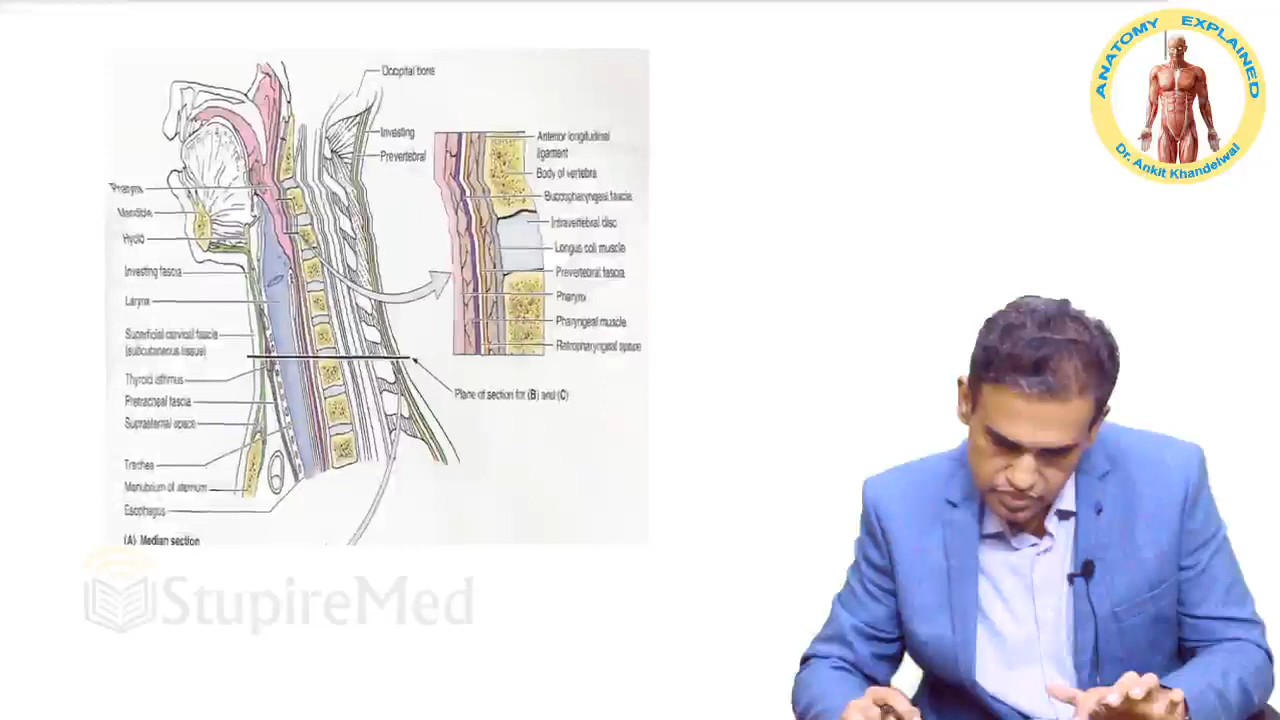 ANATOMY EXPLAINED
Dr. Ankit Khandelwal
Occipital bone
Investing
Prevertebral
Pharynx
Mandible
Hyoid
Investing fascia
Larynx
Superficial cervical fascia
(subcutaneous tissue)
Thyroid isthmus
Pretracheal fascia
Suprasternal space
Trachea
Manubrium of sternum
Esophagus
(A) Median section
Anterior longitudinal
ligament
Body of vertebra
Buccopharyngeal fascia
Intravertebral disc
Longus coli muscle
Prevertebral fascia
Pharynx
Pharyngeal muscle
Retropharyngeal space
Plane of section for (B) and (C)
StupireMed